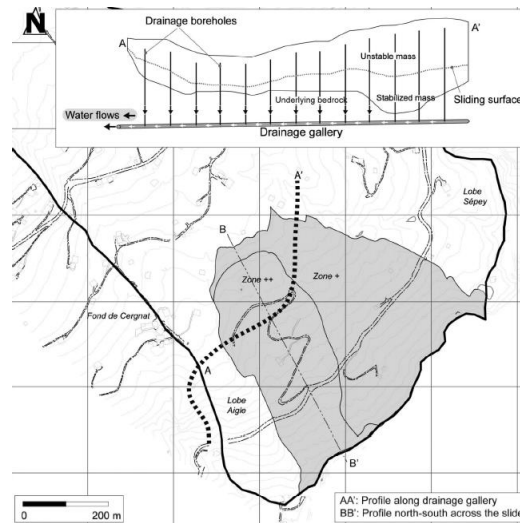 N
Drainage boreholes
A
A'
Unstable mass
Sliding surface
Underlying bedrock
Stabilized mass
Water flows
Drainage gallery
A'
Lobe
Sépey
B
Zone ++
Zone +
Fond de Cergnat
A
Lobe
Aigle
B'
0
200 m
AA': Profile along drainage gallery
BB': Profile north-south across the slide